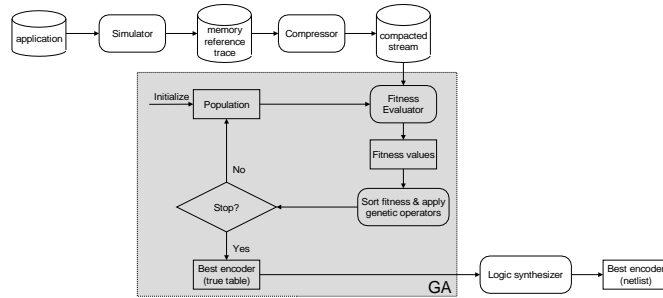 application
Simulator
memory
reference
trace
Compressor
compacted
stream
Initialize
Population
Fitness
Evaluator
Fitness values
No
Stop?
Sort fitness & apply
genetic operators
Yes
Best encoder
(true table)
GA
Logic synthesizer
Best encoder
(netlist)